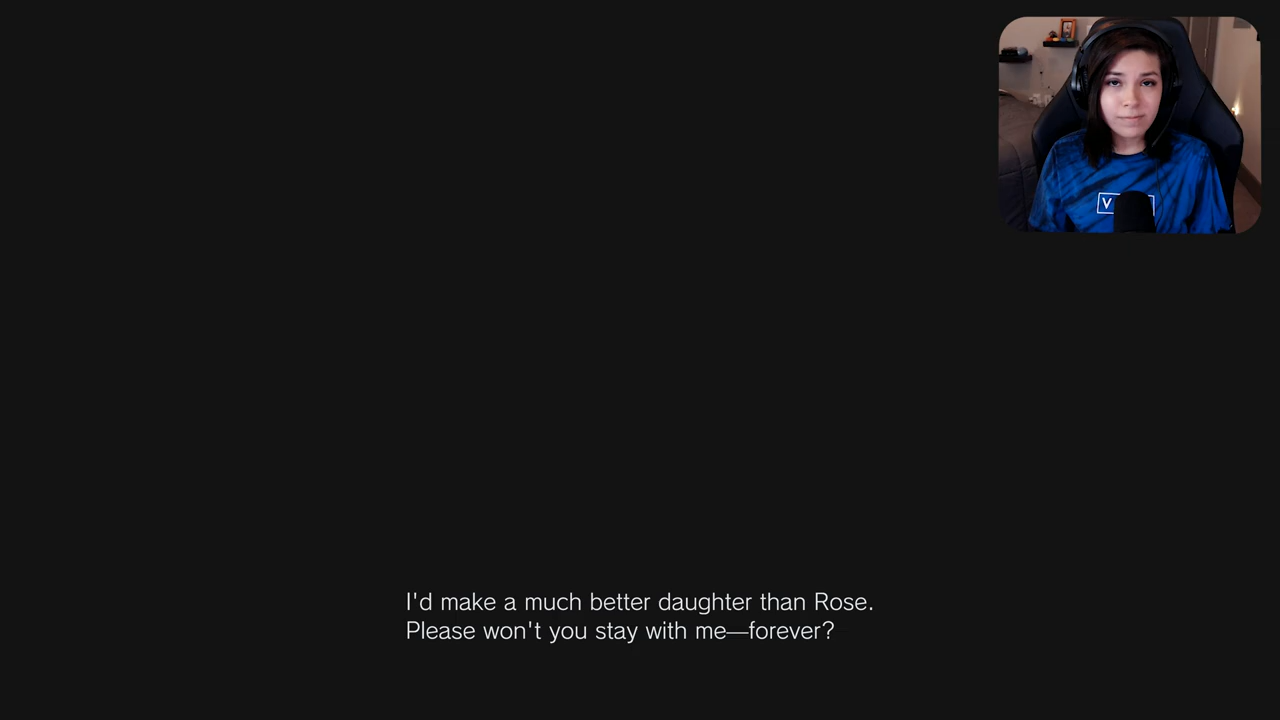 V
I'd make a much better daughter than Rose.
Please won't you stay with me—forever?